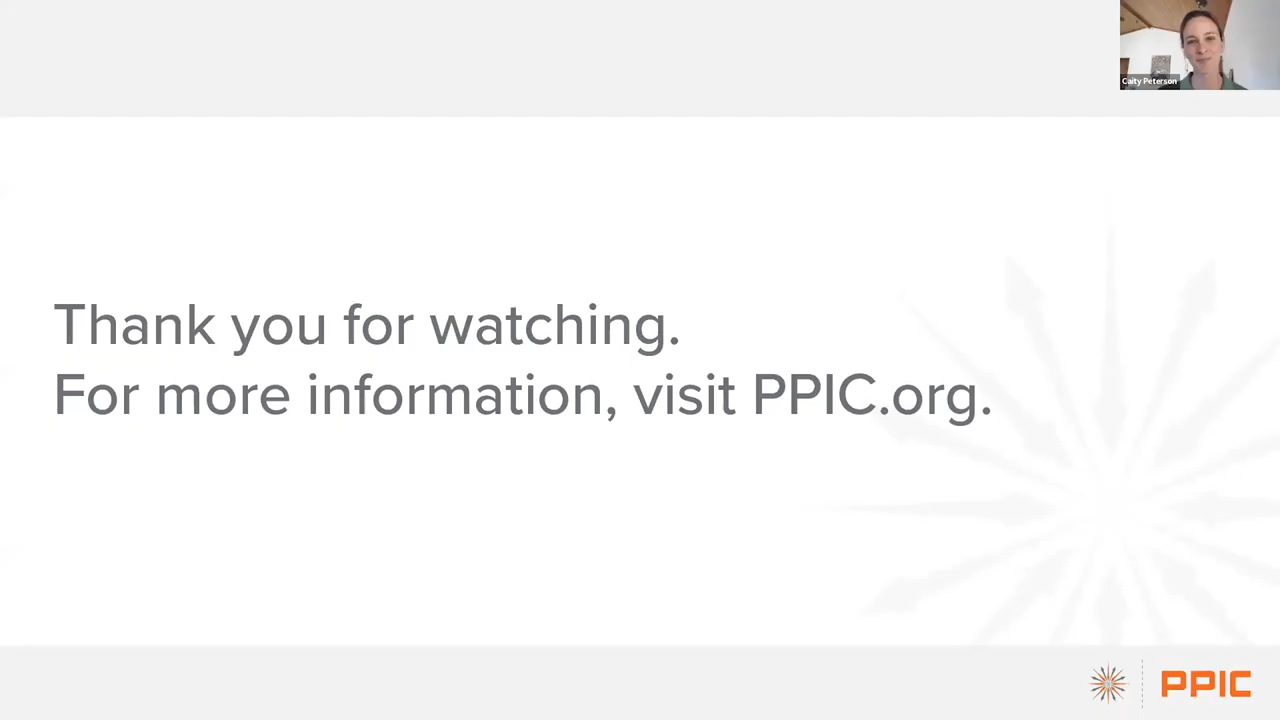 Caity Peterson
Thank you for watching.
For more information, visit PPIC.org.
PPIC